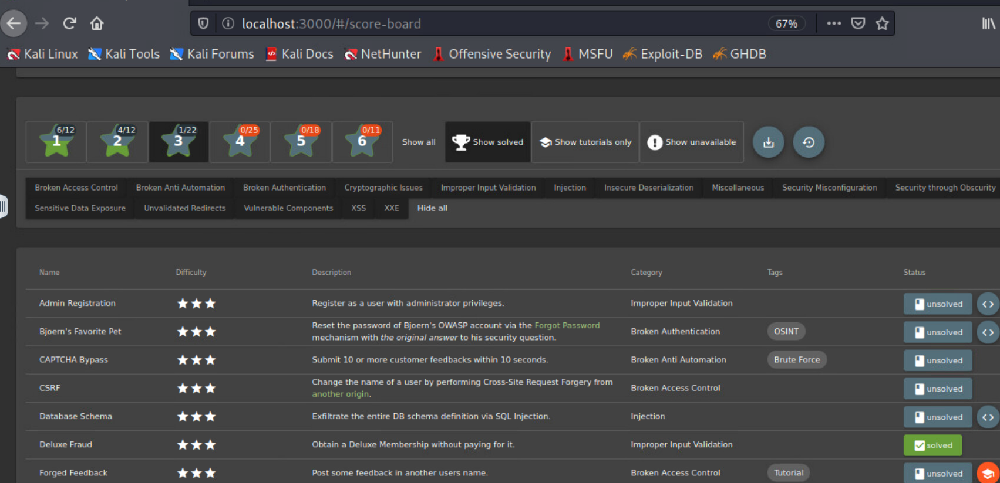 localhost:3000/#/score-board 67%
Kali Linux Kali Tools Kali Forums Kali Docs NetHunter Offensive Security MSFU Exploit-DB GHDB
6/12 4/12 1/22 0/25 0/18 0/11
1 2 3 4 5 6 Show all Show solved Show tutorials only Show unavailable
Broken Access Control Broken Anti Automation Broken Authentication Cryptographic Issues Improper Input Validation Injection Insecure Deserialization Miscellaneous Security Misconfiguration Security through Obscurity
Sensitive Data Exposure Unvalidated Redirects Vulnerable Components XSS XXE Hide all
Name Difficulty Description Category Tags Status
Admin Registration Register as a user with administrator privileges. Improper Input Validation unsolved
Bjoern's Favorite Pet Reset the password of Bjoern's OWASP account via the Forgot Password
mechanism with the original answer to his security question. Broken Authentication OSINT unsolved
CAPTCHA Bypass Submit 10 or more customer feedbacks within 10 seconds. Broken Anti Automation Brute Force unsolved
CSRF Change the name of a user by performing Cross-Site Request Forgery from
another origin. Broken Access Control unsolved
Database Schema Exfiltrate the entire DB schema definition via SQL Injection. Injection unsolved
Deluxe Fraud Obtain a Deluxe Membership without paying for it. Improper Input Validation solved
Forged Feedback Post some feedback in another users name. Broken Access Control Tutorial unsolved